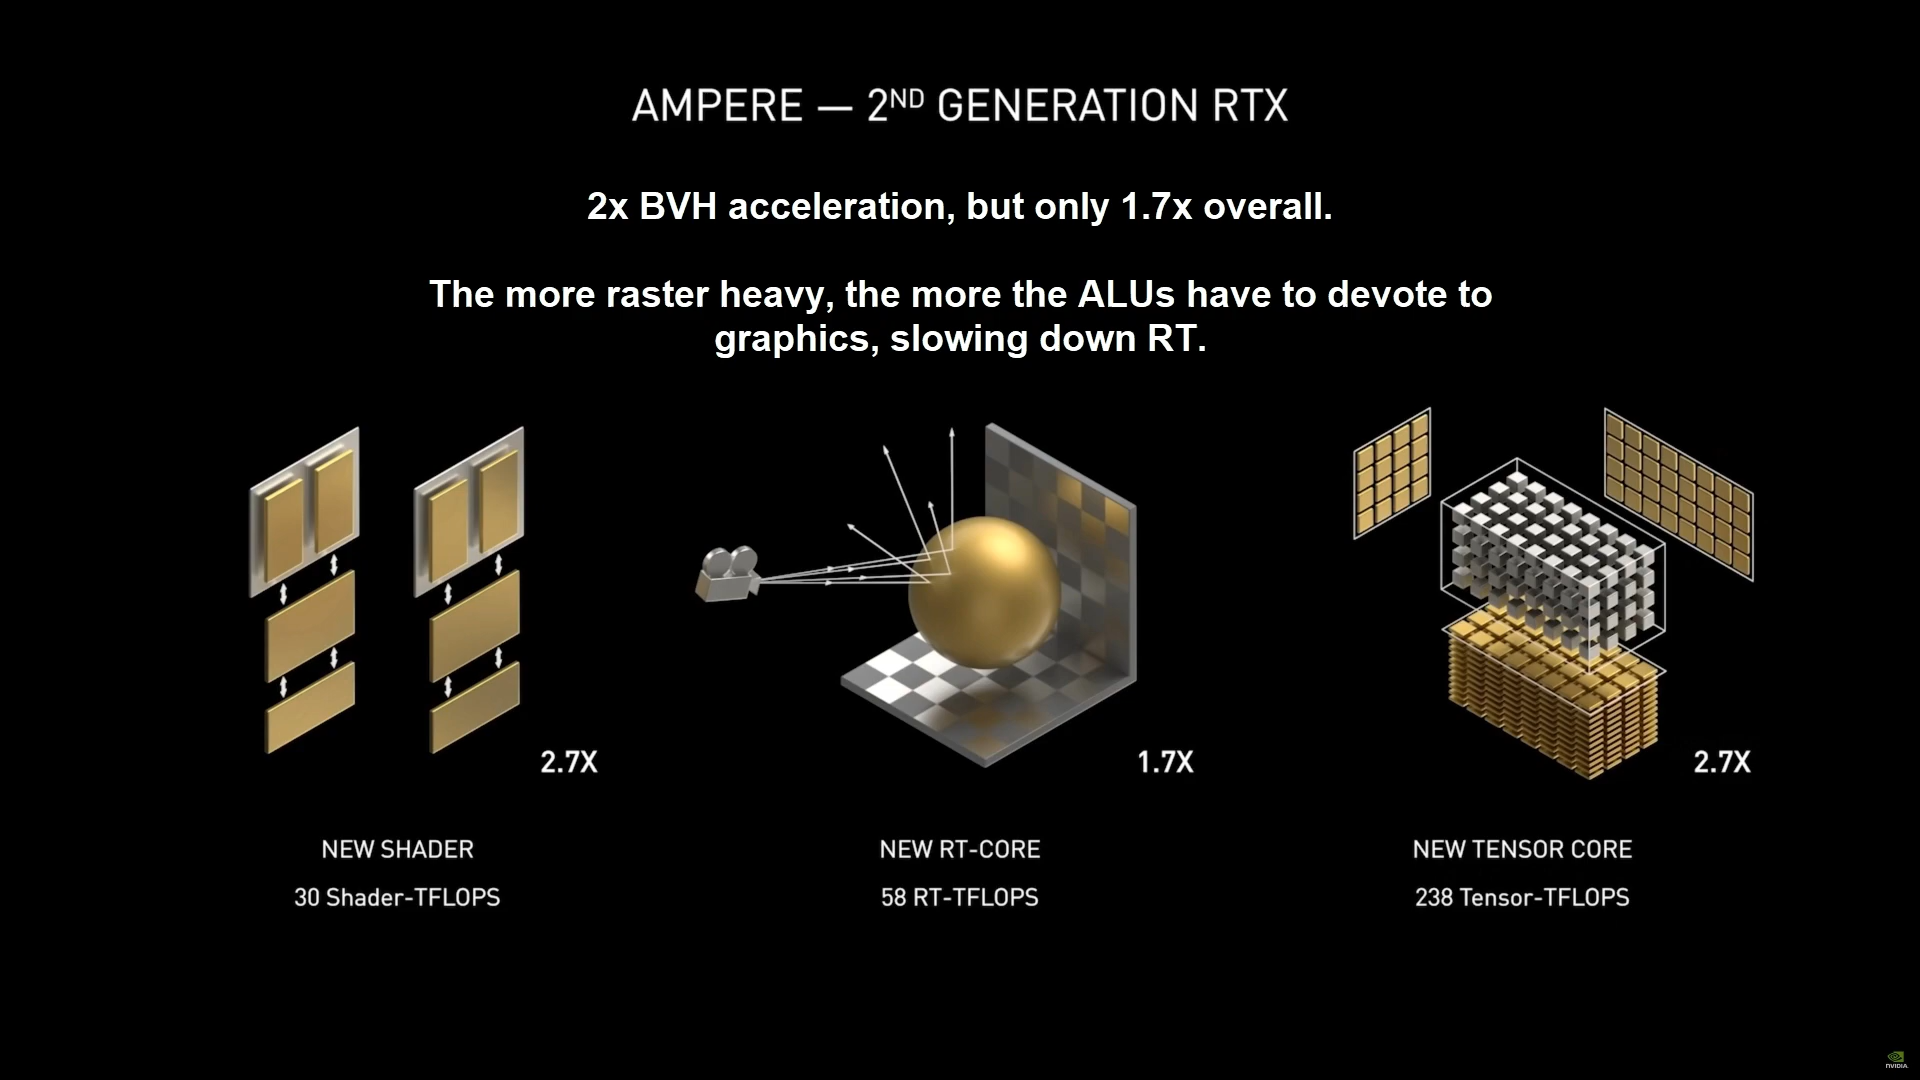 AMPERE — 2ND GENERATION RTX
2x BVH acceleration, but only 1.7x overall.
The more raster heavy, the more the ALUs have to devote to
graphics, slowing down RT.
2.7X
1.7X
2.7X
NEW SHADER
NEW RT-CORE
NEW TENSOR CORE
30 Shader-TFLOPS
58 RT-TFLOPS
238 Tensor-TFLOPS
NVIDIA